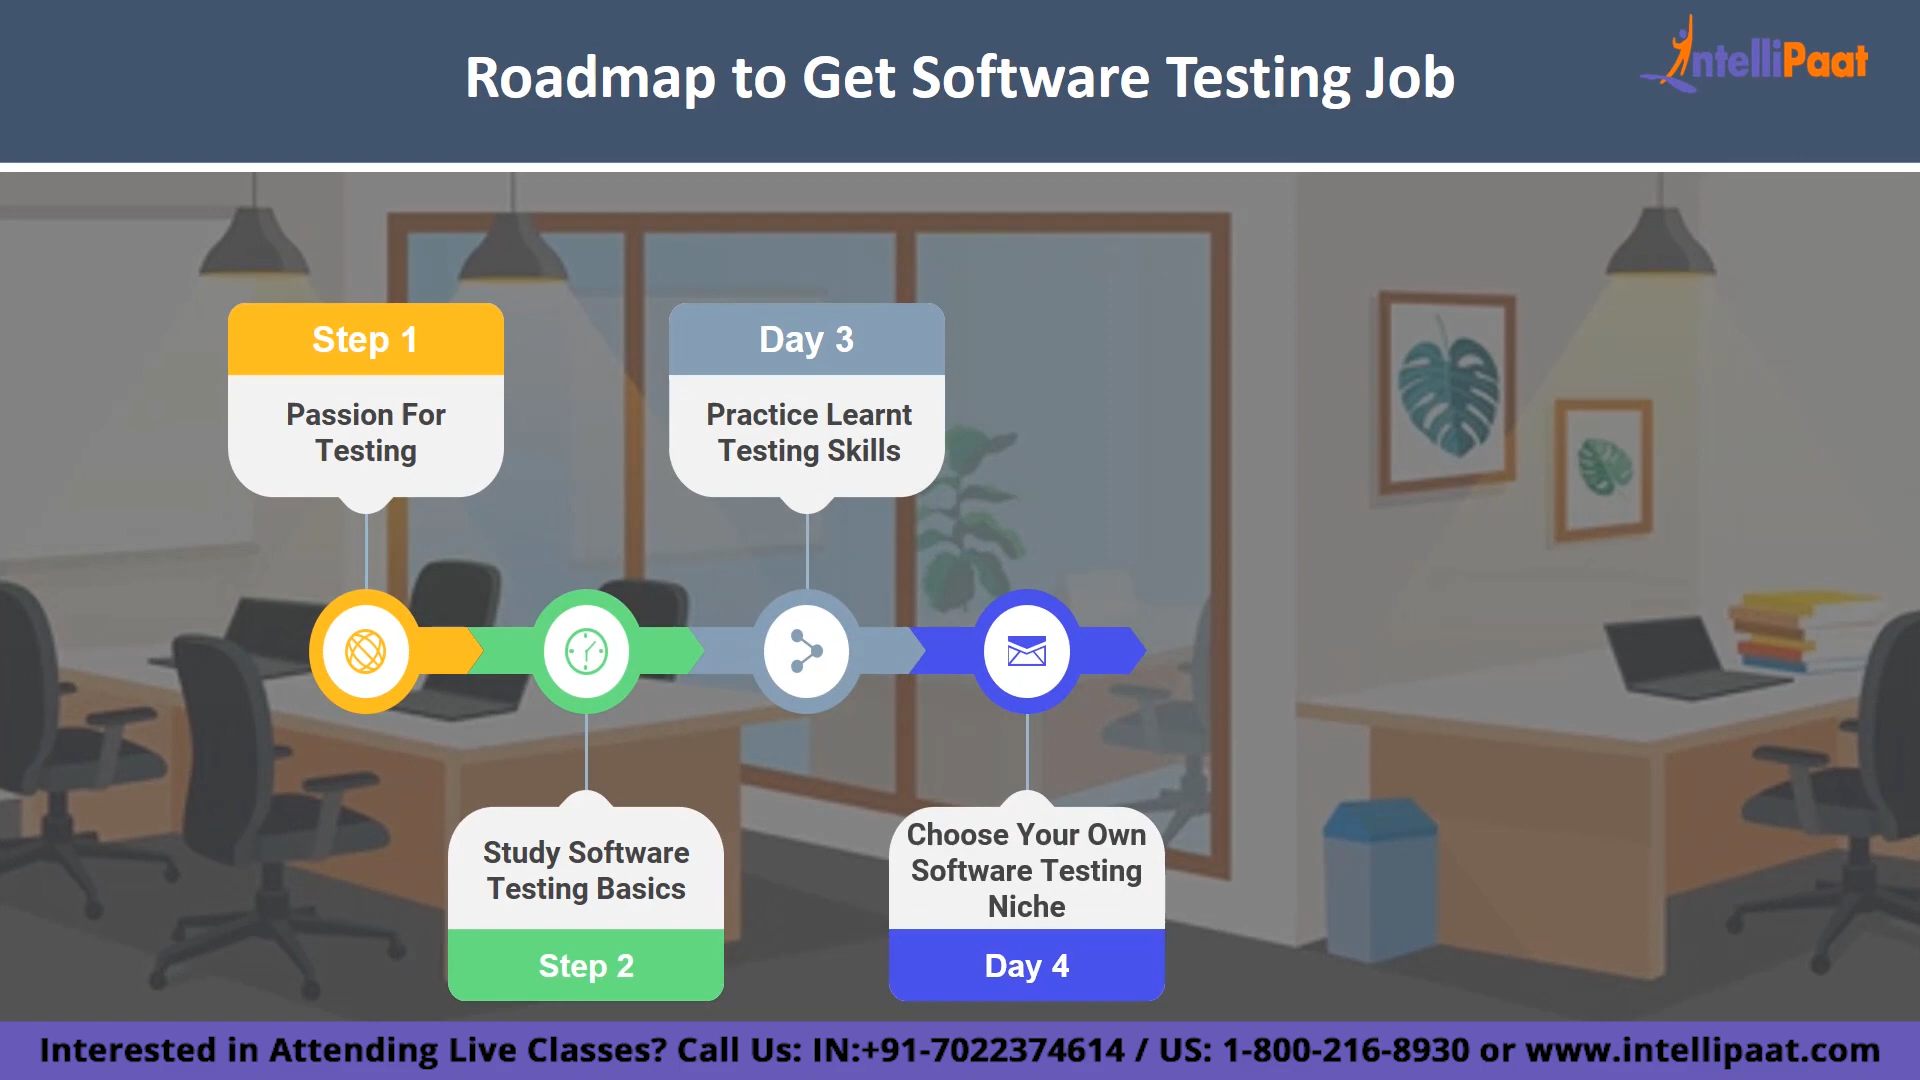 Roadmap to Get Software Testing Job
IntelliPaat
Step 1
Passion For
Testing
Day 3
Practice Learnt
Testing Skills
Study Software
Testing Basics
Step 2
Choose Your Own
Software Testing
Niche
Day 4
Interested in Attending Live Classes? Call Us: IN:+91-7022374614 / US: 1-800-216-8930 or www.intellipaat.com